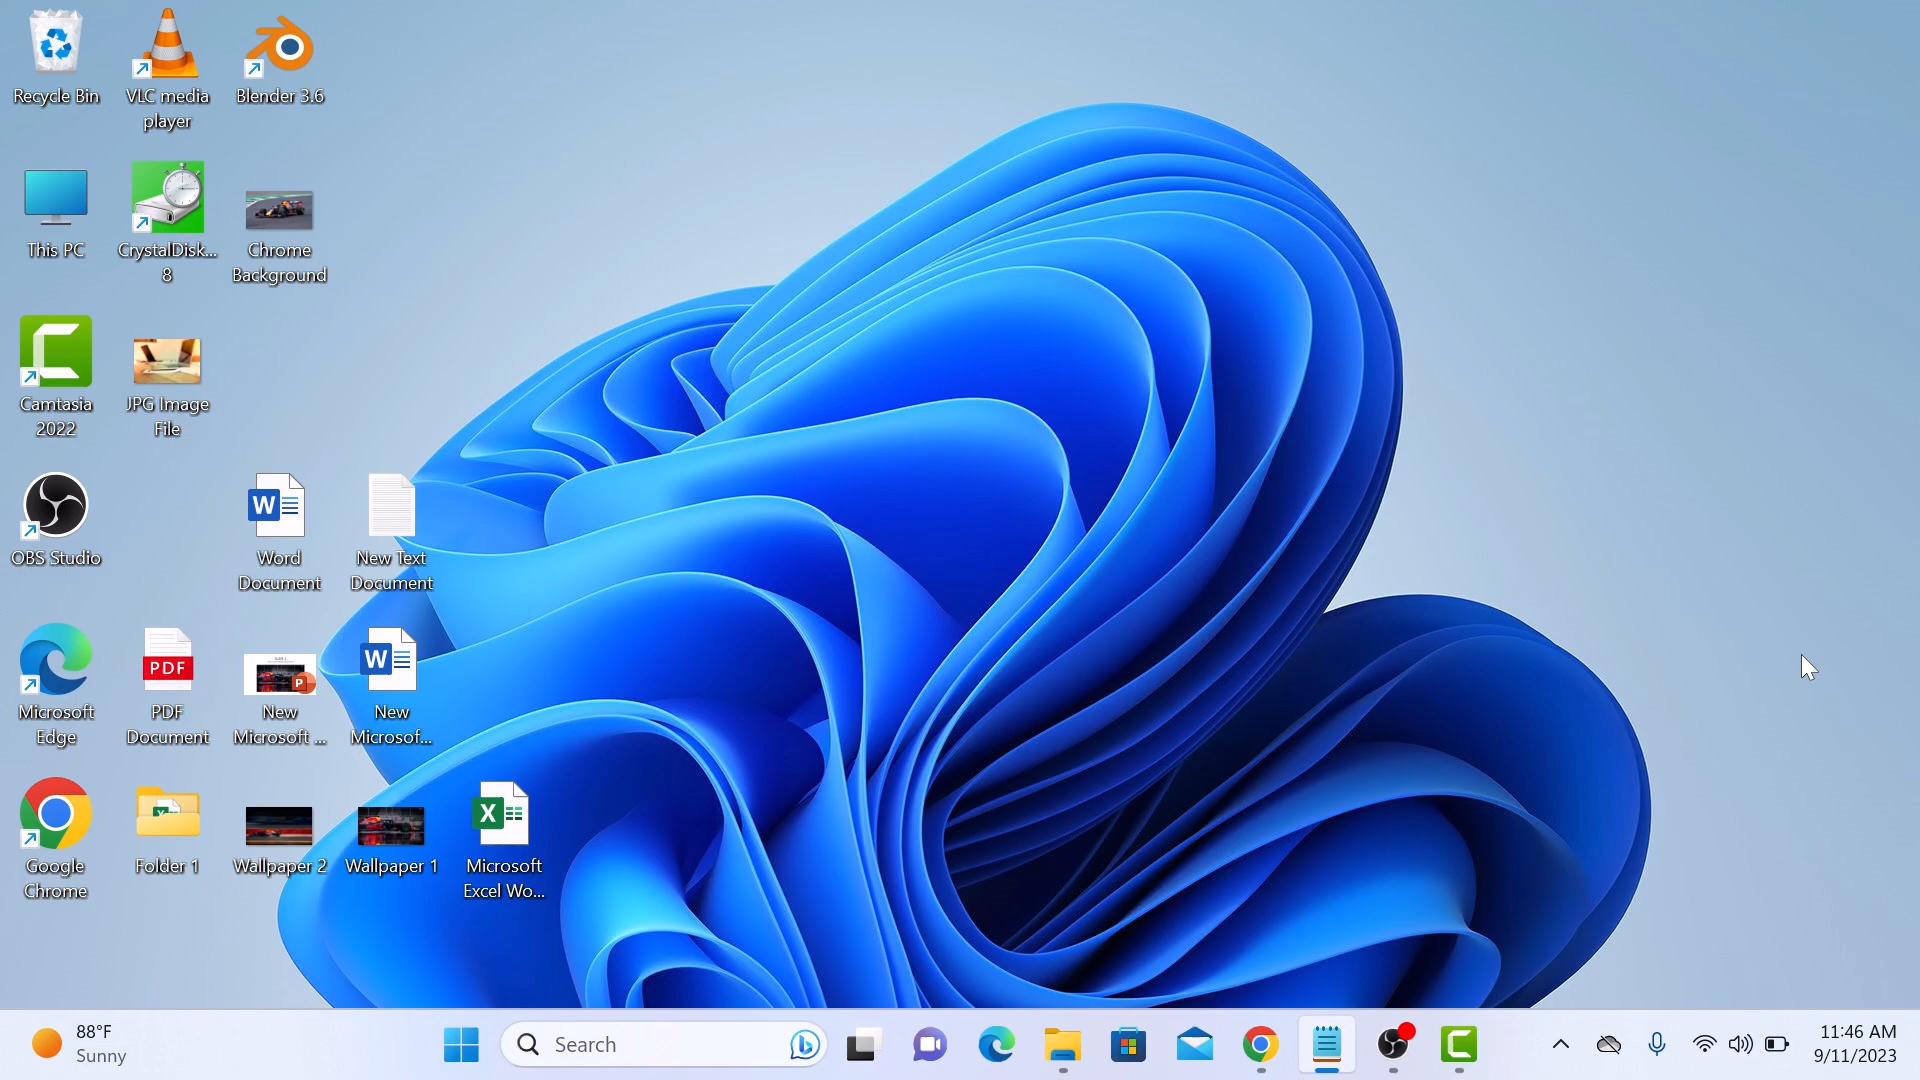 Recycle Bin
VLC media
player
Blender 3.6
This PC
CrystalDisk...
8
Chrome
Background
Camtasia
2022
JPG Image
File
OBS Studio
W
Word
Document
New Text
Document
Microsoft
Edge
PDF
PDF
Document
P
New
Microsoft ...
W
New
Microsof...
Google
Chrome
X
Folder 1
Wallpaper 2
Wallpaper 1
X
Microsoft
Excel Wo...
88°F
Sunny
Search
11:46 AM
9/11/2023